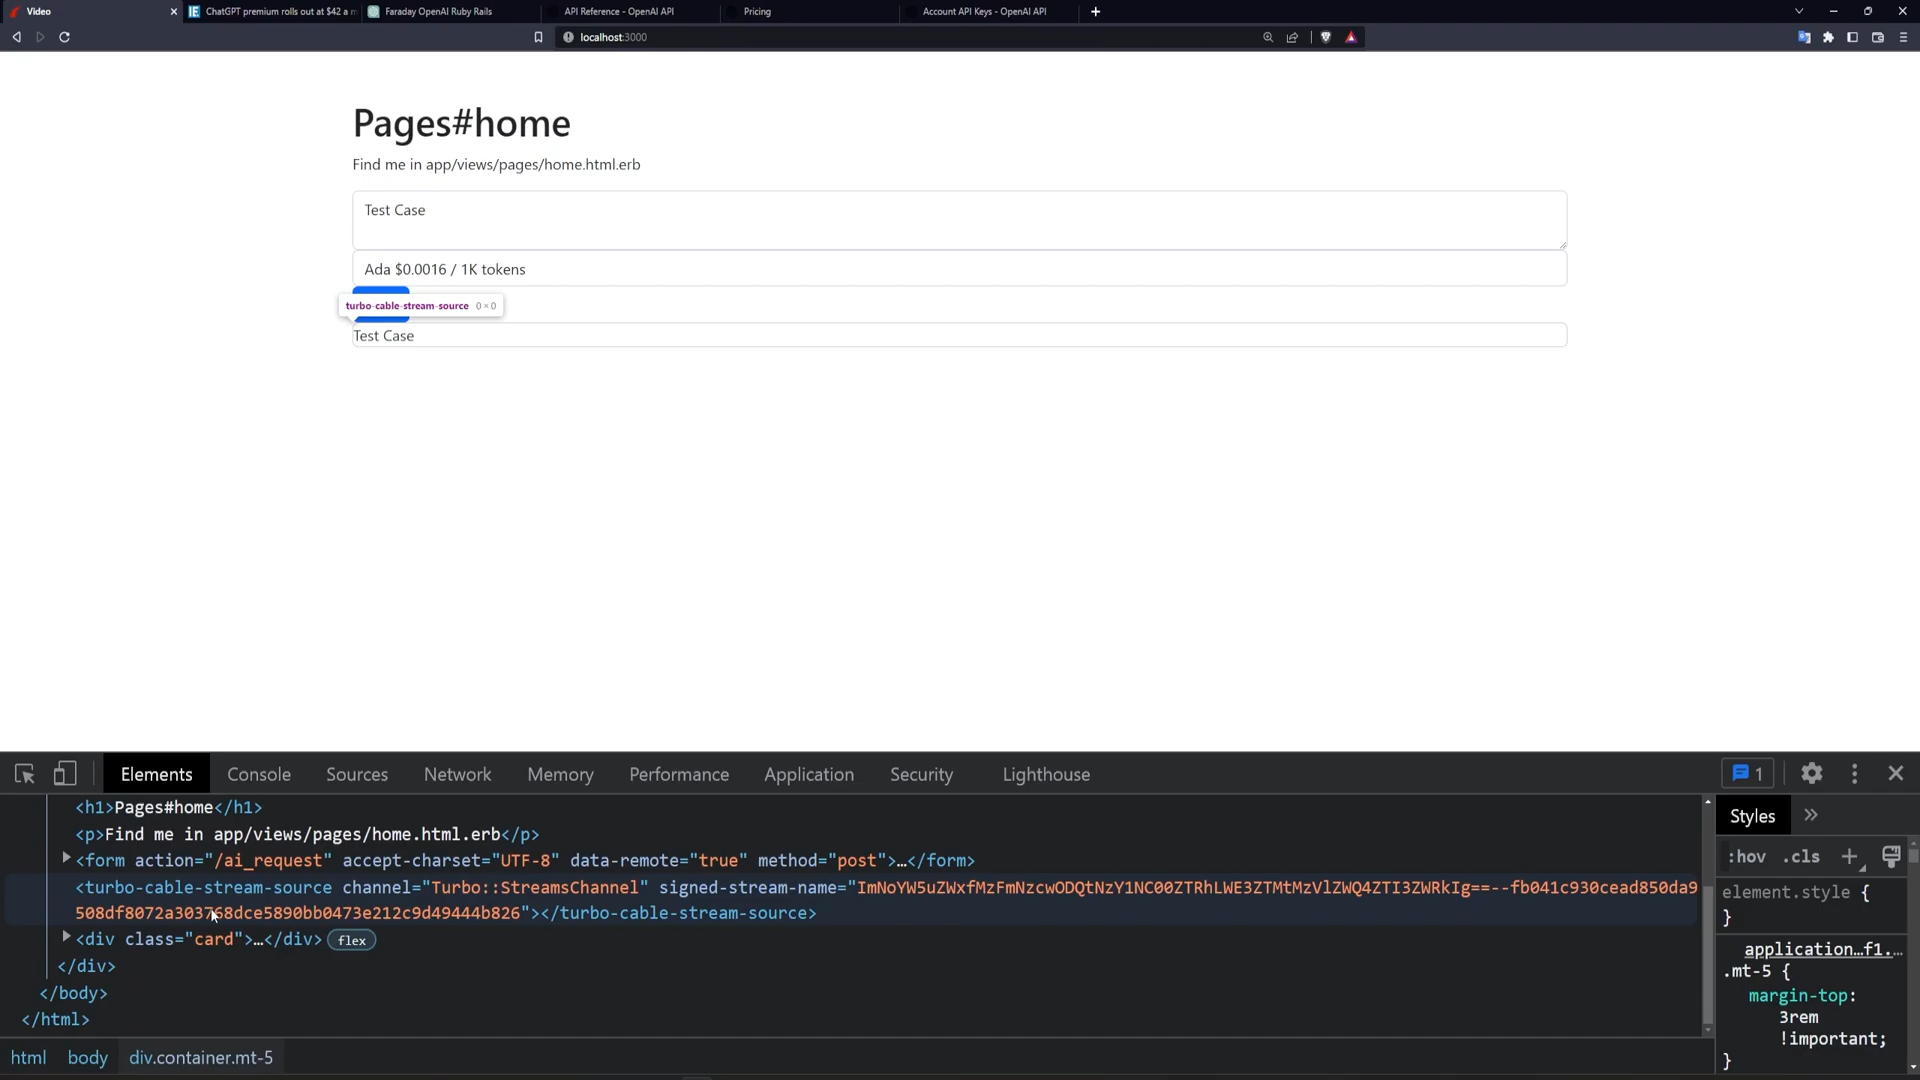 Video
ChatGPT premium rolls out at $42 a m
Faraday OpenAI Ruby Rails
API Reference - OpenAI API
Pricing
Account API Keys - OpenAI API
localhost:3000
Pages#home
Find me in app/views/pages/home.html.erb
Test Case
Ada $0.0016 / 1K tokens
turbo-cable-stream-source 0 × 0
Test Case
Elements
Console
Sources
Network
Memory
Performance
Application
Security
Lighthouse
1
<h1>Pages#home</h1>
<p>Find me in app/views/pages/home.html.erb</p>
<form action="/ai_request" accept-charset="UTF-8" data-remote="true" method="post">…</form>
<turbo-cable-stream-source channel="Turbo::StreamsChannel" signed-stream-name="ImNoYW5uZWxfMzFmNzcwODQtNzY1NC00ZTRhLWE3ZTMtMzVlZWQ4ZTI3ZWRkIg==--fb041c930cead850da9
508df8072a303768dce5890bb0473e212c9d49444b826"></turbo-cable-stream-source>
<div class="card">…</div> flex
</div>
</body>
</html>
html body div.container.mt-5
Styles
:hov .cls
element.style {
}
application…f1.…
.mt-5 {
margin-top:
3rem
!important;
}